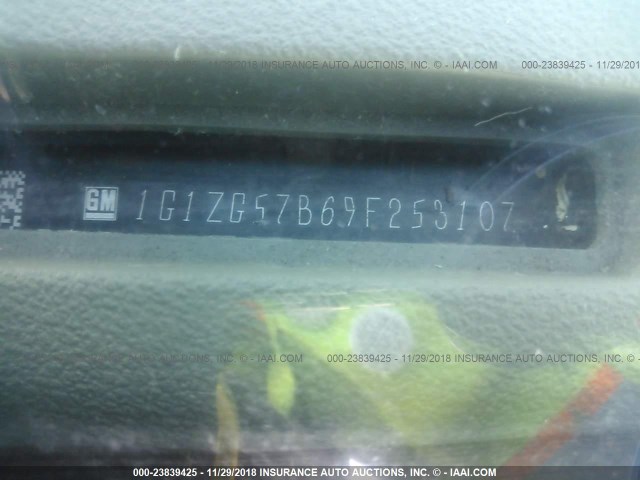 INSURANCE AUTO AUCTIONS, INC. © - IAAI.COM
000-23839425 - 11/29/2018
GM 1G1ZG57B69F253107
© - IAAI.COM
000-23839425 - 11/29/2018 INSURANCE AUTO AUCTIONS, INC.
000-23839425 - 11/29/2018 INSURANCE AUTO AUCTIONS, INC. © - IAAI.COM